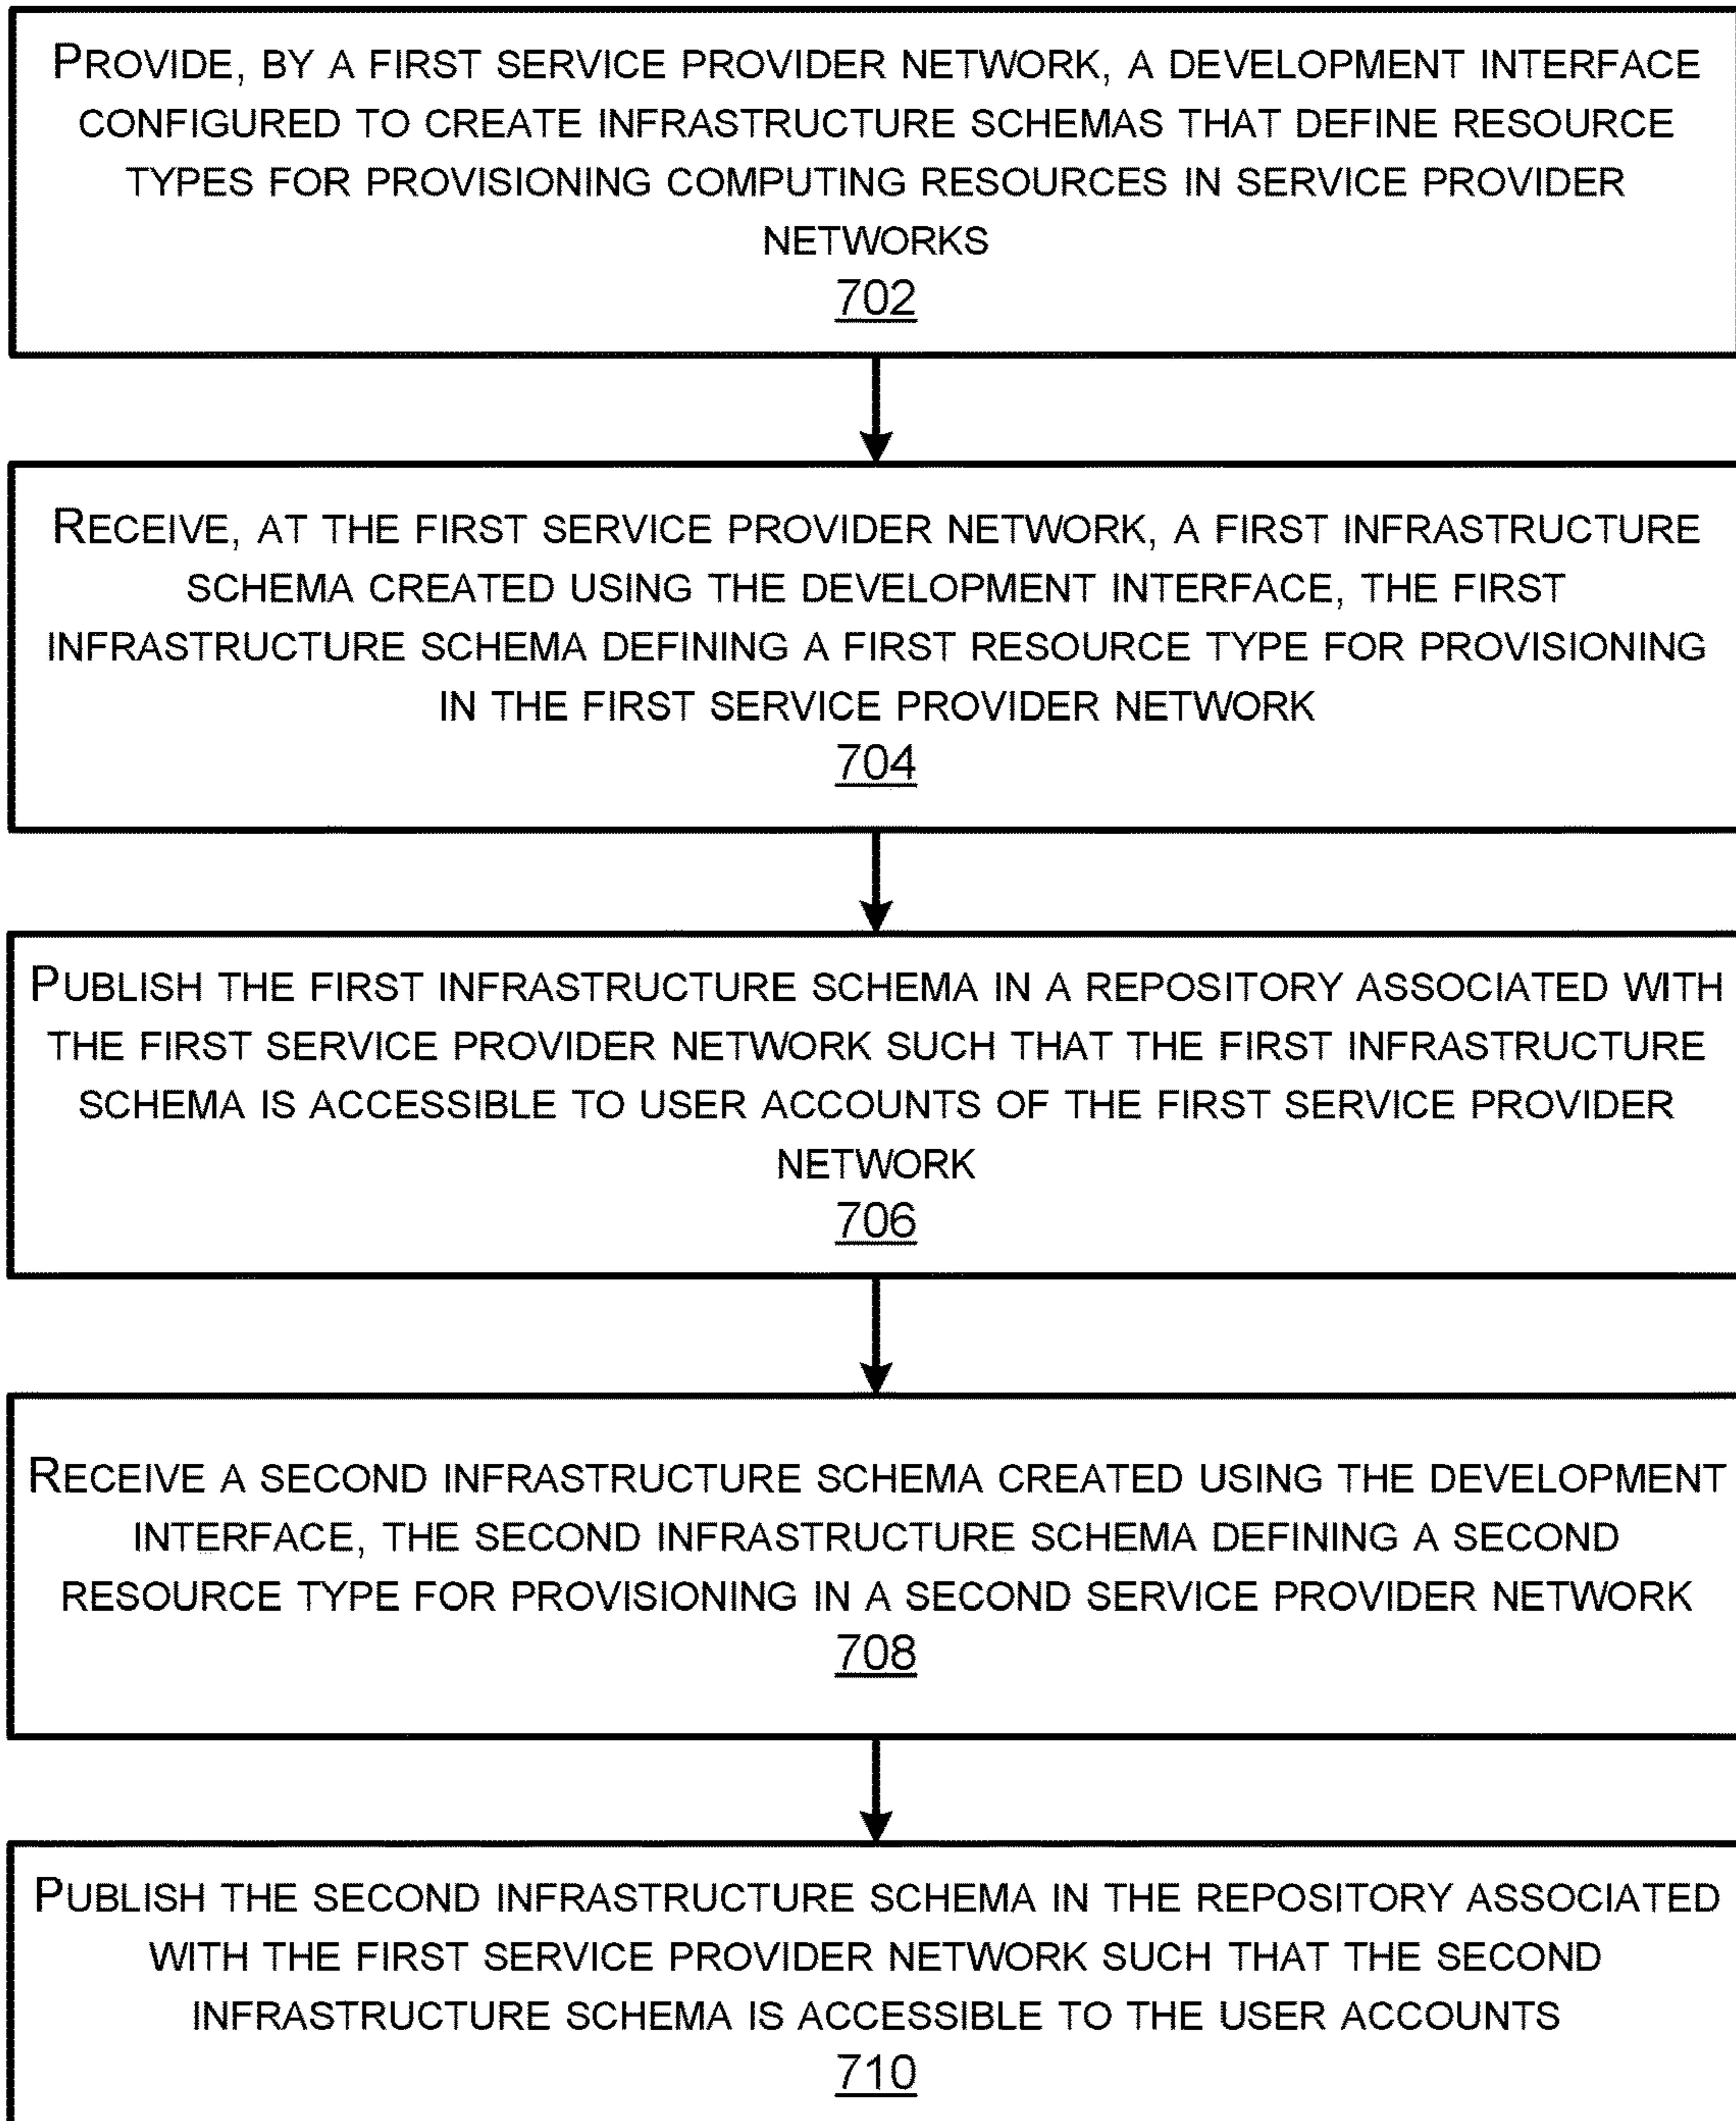 PROVIDE, BY A FIRST SERVICE PROVIDER NETWORK, A DEVELOPMENT INTERFACE
CONFIGURED TO CREATE INFRASTRUCTURE SCHEMAS THAT DEFINE RESOURCE
TYPES FOR PROVISIONING COMPUTING RESOURCES IN SERVICE PROVIDER
NETWORKS
702
RECEIVE, AT THE FIRST SERVICE PROVIDER NETWORK, A FIRST INFRASTRUCTURE
SCHEMA CREATED USING THE DEVELOPMENT INTERFACE, THE FIRST
INFRASTRUCTURE SCHEMA DEFINING A FIRST RESOURCE TYPE FOR PROVISIONING
IN THE FIRST SERVICE PROVIDER NETWORK
704
PUBLISH THE FIRST INFRASTRUCTURE SCHEMA IN A REPOSITORY ASSOCIATED WITH
THE FIRST SERVICE PROVIDER NETWORK SUCH THAT THE FIRST INFRASTRUCTURE
SCHEMA IS ACCESSIBLE TO USER ACCOUNTS OF THE FIRST SERVICE PROVIDER
NETWORK
706
RECEIVE A SECOND INFRASTRUCTURE SCHEMA CREATED USING THE DEVELOPMENT
INTERFACE, THE SECOND INFRASTRUCTURE SCHEMA DEFINING A SECOND
RESOURCE TYPE FOR PROVISIONING IN A SECOND SERVICE PROVIDER NETWORK
708
PUBLISH THE SECOND INFRASTRUCTURE SCHEMA IN THE REPOSITORY ASSOCIATED
WITH THE FIRST SERVICE PROVIDER NETWORK SUCH THAT THE SECOND
INFRASTRUCTURE SCHEMA IS ACCESSIBLE TO THE USER ACCOUNTS
710